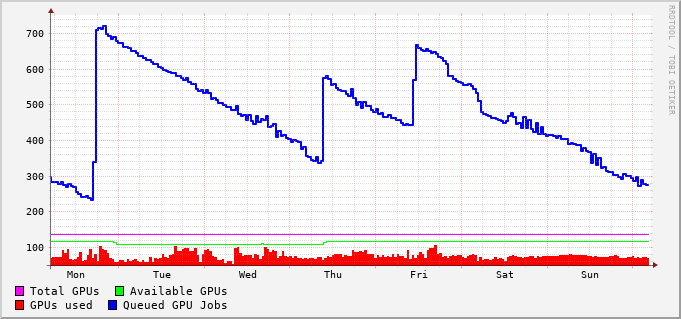 RRDTOOL / TOBI OETIKER
700
600
500
400
300
200
100
Mon Tue Wed Thu Fri Sat Sun
Total GPUs Available GPUs
GPUs used Queued GPU Jobs